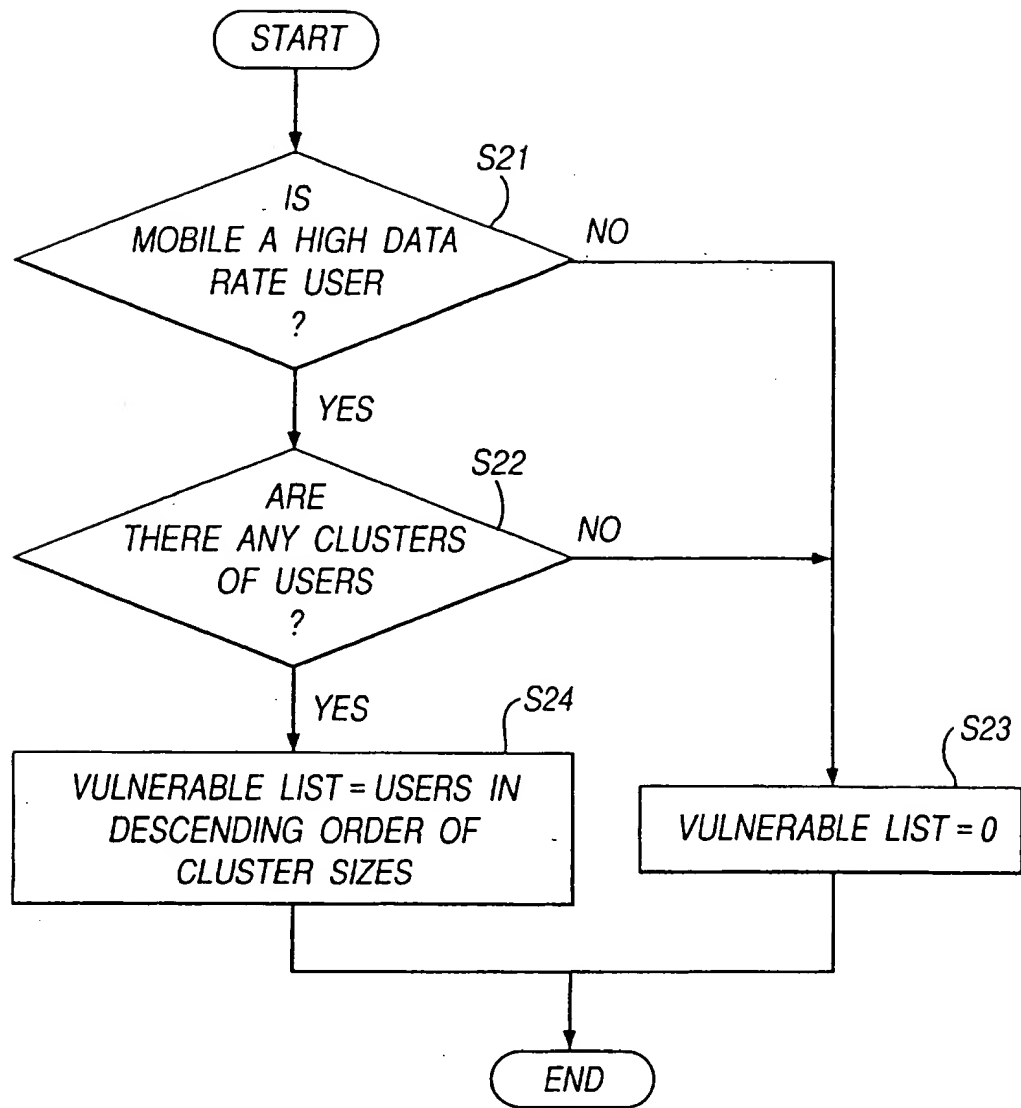 START
S21
IS
MOBILE A HIGH DATA
RATE USER
?
NO
YES
S22
ARE
THERE ANY CLUSTERS
OF USERS
?
NO
YES
S24
VULNERABLE LIST = USERS IN
DESCENDING ORDER OF
CLUSTER SIZES
S23
VULNERABLE LIST = 0
END